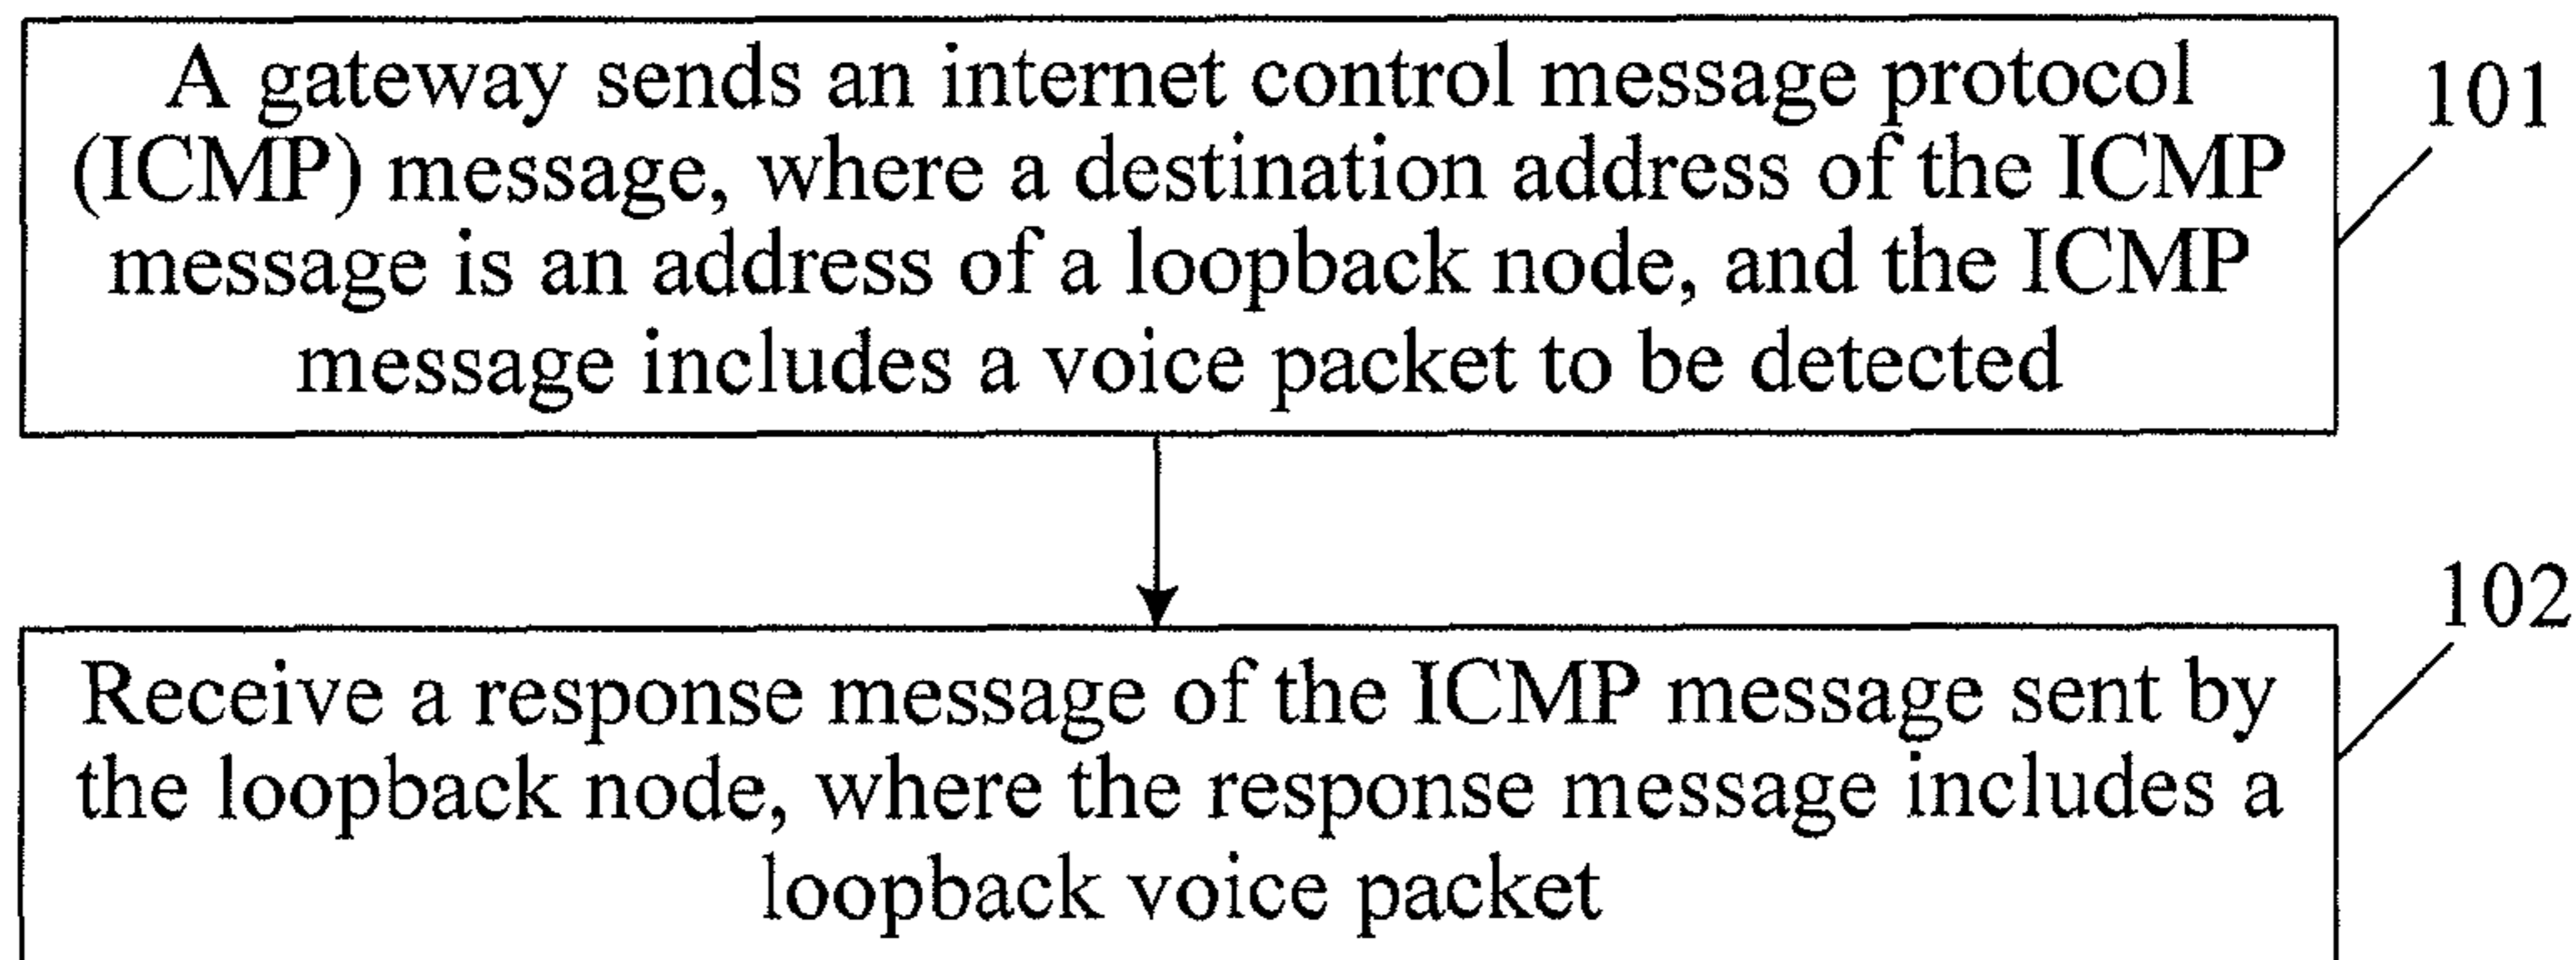 A gateway sends an internet control message protocol
101
(ICMP) message, where a destination address of the ICMP
message is an address of a loopback node, and the ICMP
message includes a voice packet to be detected
102
Receive a response message of the ICMP message sent by
the loopback node, where the response message includes a
loopback voice packet